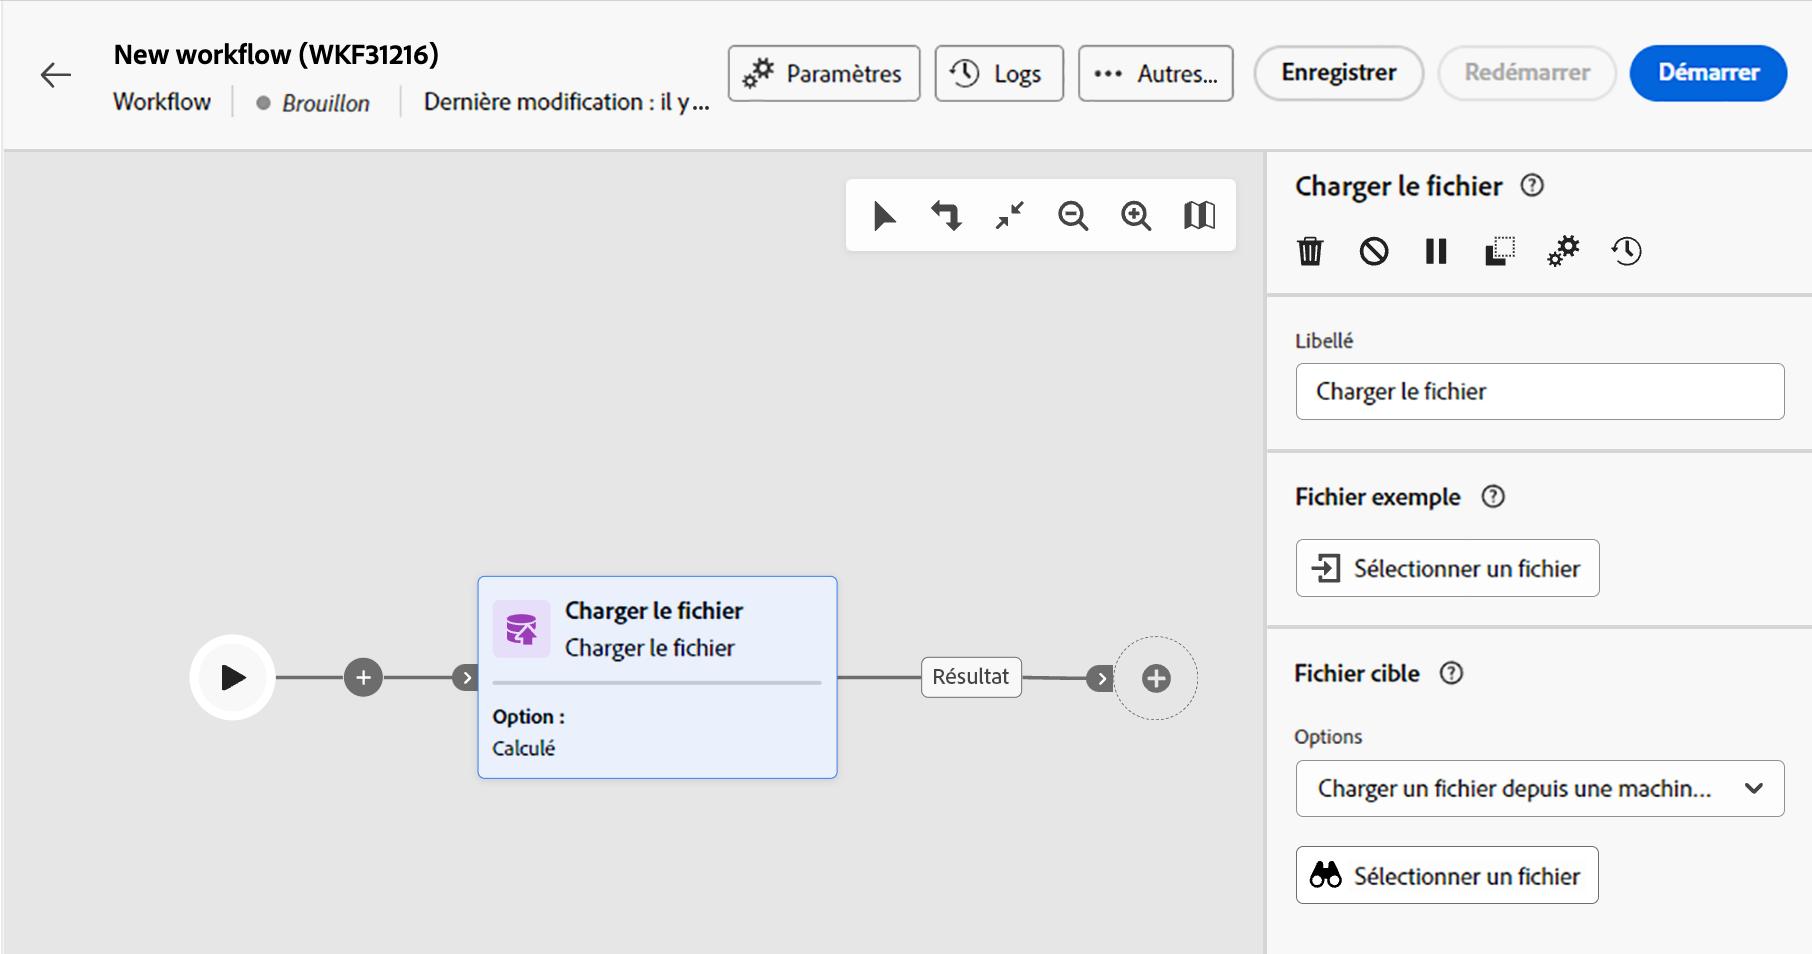 New workflow (WKF31216)
Workflow
Brouillon
Dernière modification : il y ...
Paramètres
Logs
Autres...
Enregistrer
Redémarrer
Démarrer
Charger le fichier
Libellé
Charger le fichier
Fichier exemple
Sélectionner un fichier
Fichier cible
Options
Charger un fichier depuis une machin...
Sélectionner un fichier
Charger le fichier
Charger le fichier
Option :
Calculé
Résultat